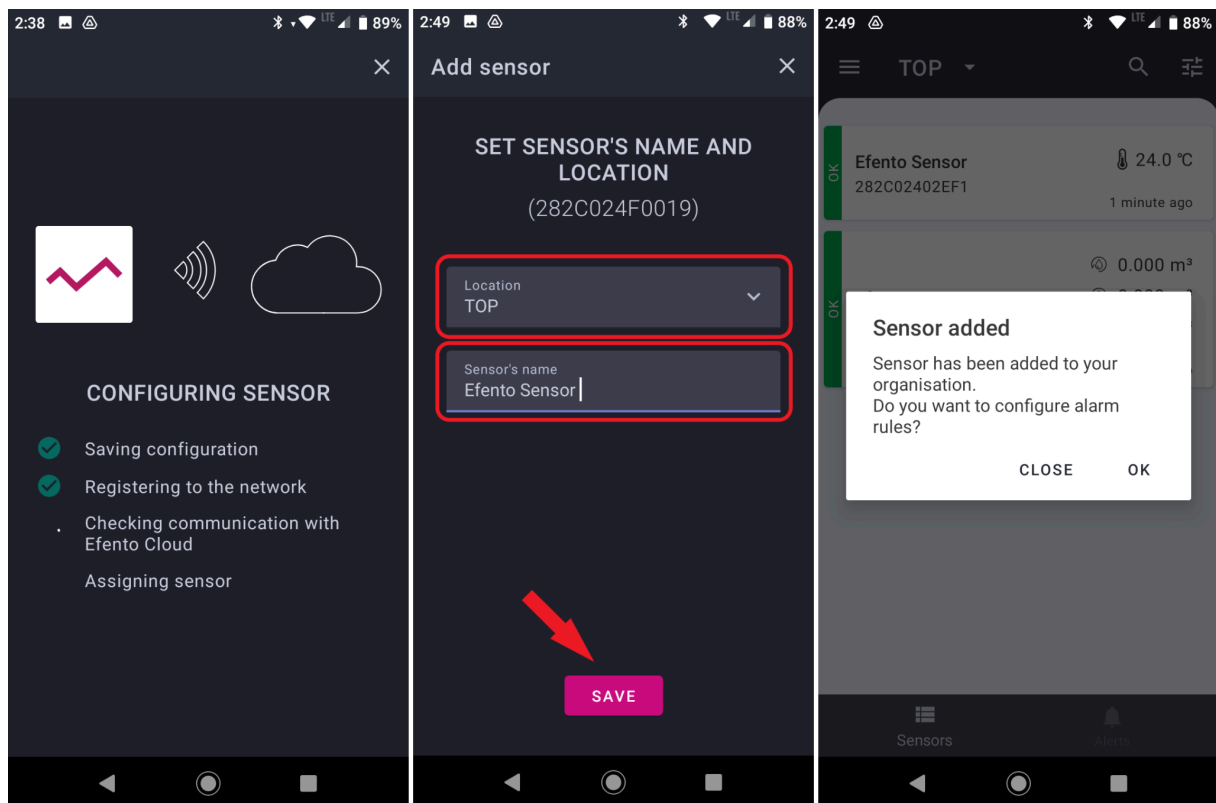 2:38
LTE
89%
CONFIGURING SENSOR
Saving configuration
Registering to the network
Checking communication with
Efento Cloud
Assigning sensor
2:49
LTE
88%
Add sensor
SET SENSOR'S NAME AND
LOCATION
(282C024F0019)
Location
TOP
Sensor's name
Efento Sensor
SAVE
2:49
LTE
88%
TOP
OK
Efento Sensor
24.0 °C
282C02402EF1
1 minute ago
0.000 m³
OK
Sensor added
Sensor has been added to your
organisation.
Do you want to configure alarm
rules?
CLOSE OK
Sensors
Alerts